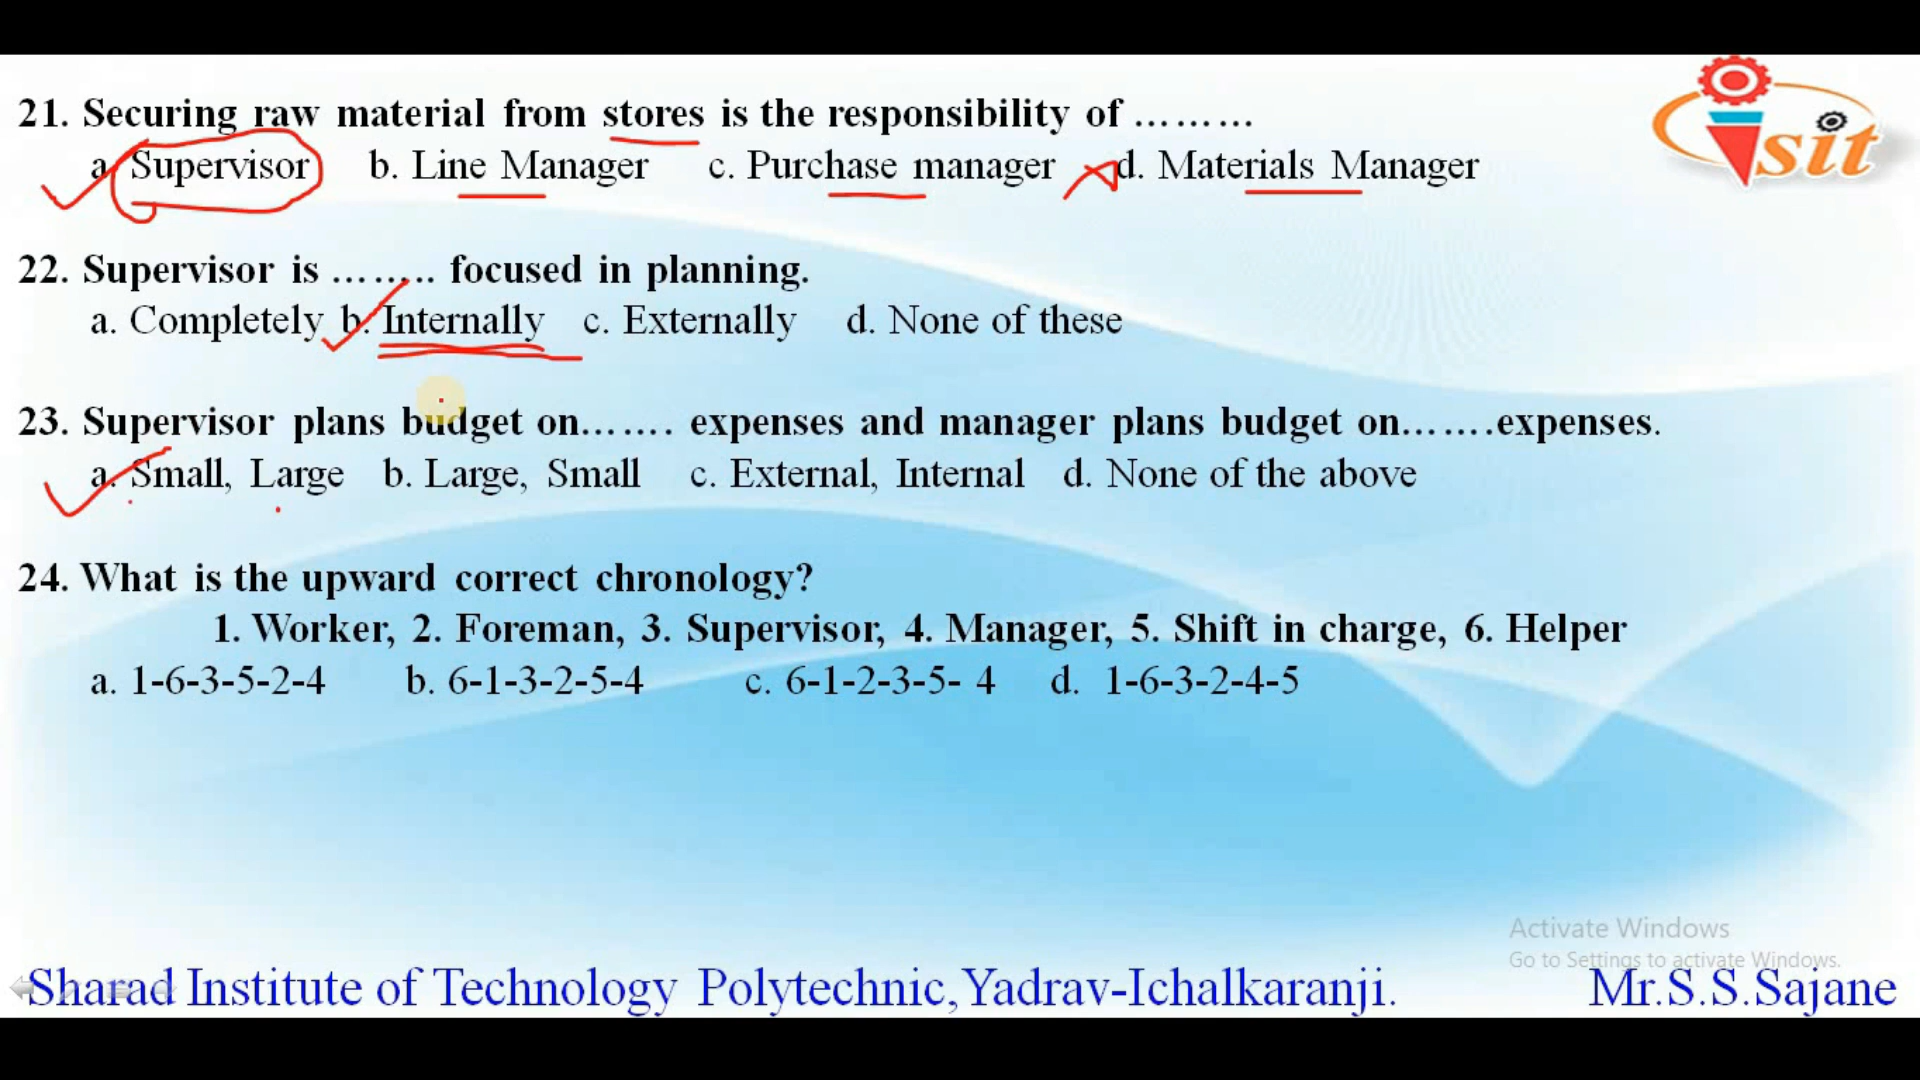 21. Securing raw material from stores is the responsibility of ………
a. Supervisor b. Line Manager c. Purchase manager d. Materials Manager
sit
22. Supervisor is …….. focused in planning.
a. Completely b. Internally c. Externally d. None of these
23. Supervisor plans budget on……. expenses and manager plans budget on…….expenses.
a. Small, Large b. Large, Small c. External, Internal d. None of the above
24. What is the upward correct chronology?
1. Worker, 2. Foreman, 3. Supervisor, 4. Manager, 5. Shift in charge, 6. Helper
a. 1-6-3-5-2-4 b. 6-1-3-2-5-4 c. 6-1-2-3-5- 4 d. 1-6-3-2-4-5
Activate Windows
Go to Settings to activate Windows.
Sharad Institute of Technology Polytechnic,Yadrav-Ichalkaranji. Mr.S.S.Sajane